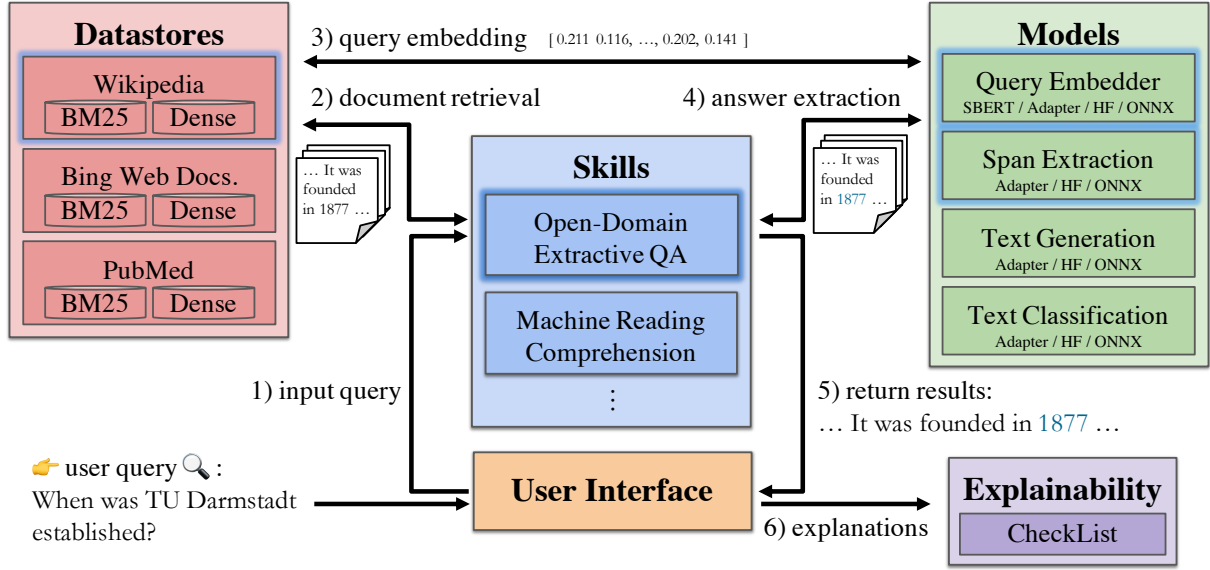 Datastores
Wikipedia
BM25
Dense
Bing Web Docs.
BM25
Dense
PubMed
BM25
Dense
3) query embedding
[ 0.211 0.116, …, 0.202, 0.141 ]
2) document retrieval
… It was
founded
in 1877 …
4) answer extraction
… It was
founded
in 1877 …
Skills
Open-Domain
Extractive QA
Machine Reading
Comprehension
⋮
Models
Query Embedder
SBERT / Adapter / HF / ONNX
Span Extraction
Adapter / HF / ONNX
Text Generation
Adapter / HF / ONNX
Text Classification
Adapter / HF / ONNX
1) input query
5) return results:
… It was founded in 1877 …
👉 user query 🔍 :
When was TU Darmstadt
established?
User Interface
6) explanations
Explainability
CheckList